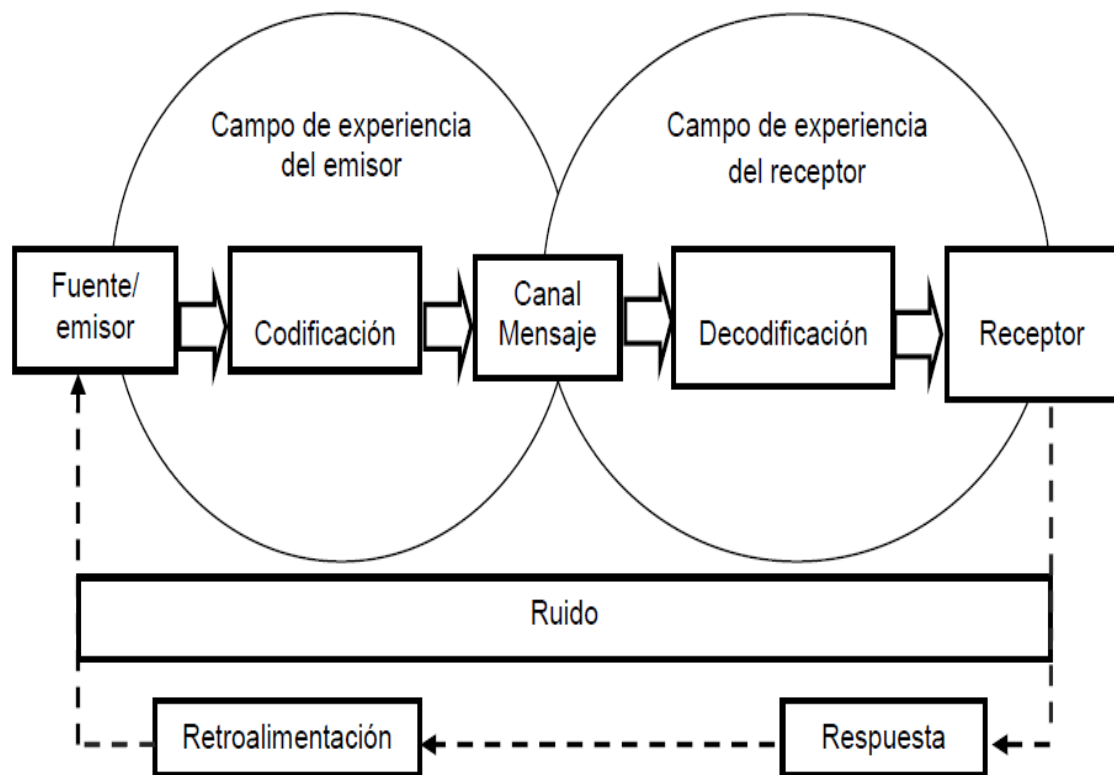 Campo de experiencia
del emisor
Campo de experiencia
del receptor
Fuente/
emisor
Codificación
Canal
Mensaje
Decodificación
Receptor
Ruido
Retroalimentación
Respuesta